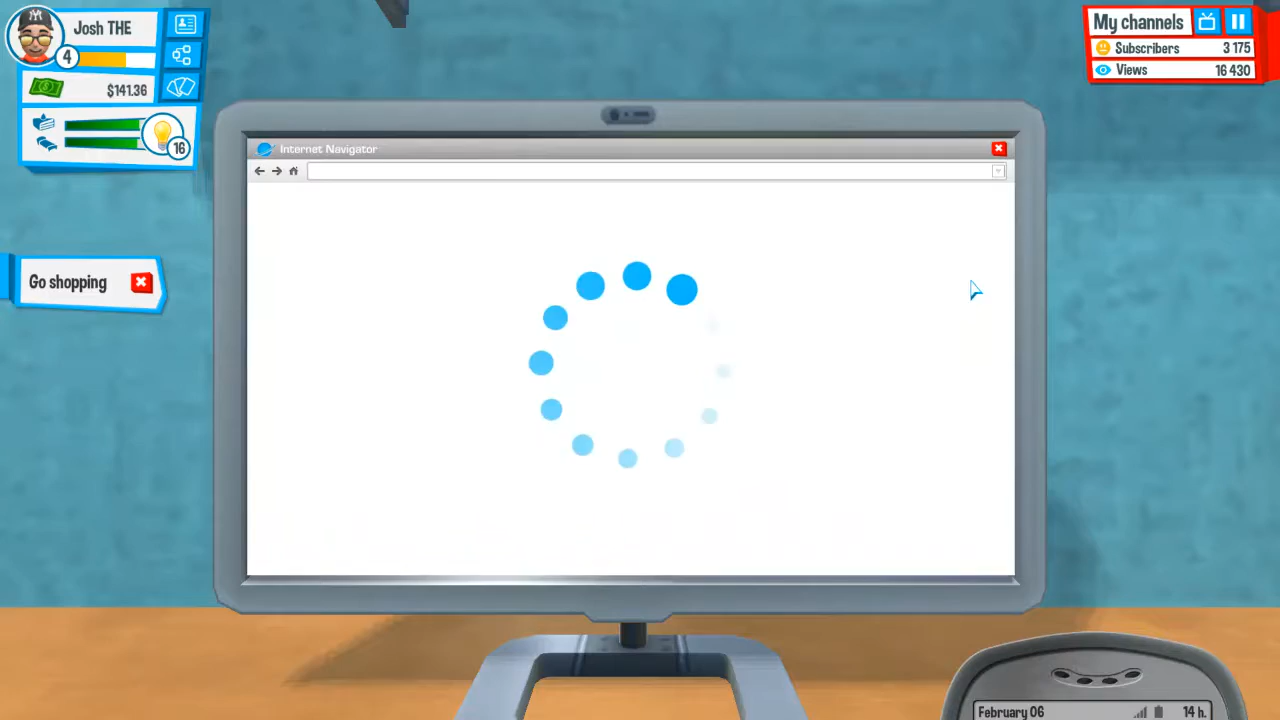 Josh THE
4
$141.36
16
Go shopping
My channels
Subscribers 3 175
Views 16 430
Internet Navigator
February 06 14 h.